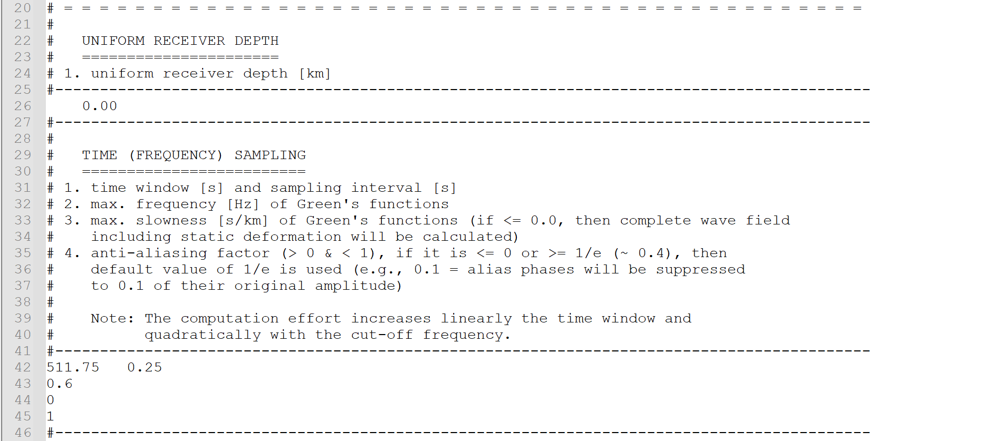 20 # = = = = = = = = = = = = = = = = = = = = = = = = = = = = = = = = = = = = = = = = = = = = =
21 #
22 #   UNIFORM RECEIVER DEPTH
23 #   ======================
24 # 1. uniform receiver depth [km]
25 #-------------------------------------------------------------------------------------------
26     0.00
27 #-------------------------------------------------------------------------------------------
28 #
29 #   TIME (FREQUENCY) SAMPLING
30 #   =========================
31 # 1. time window [s] and sampling interval [s]
32 # 2. max. frequency [Hz] of Green's functions
33 # 3. max. slowness [s/km] of Green's functions (if <= 0.0, then complete wave field
34 #    including static deformation will be calculated)
35 # 4. anti-aliasing factor (> 0 & < 1), if it is <= 0 or >= 1/e (~ 0.4), then
36 #    default value of 1/e is used (e.g., 0.1 = alias phases will be suppressed
37 #    to 0.1 of their original amplitude)
38 #
39 #    Note: The computation effort increases linearly the time window and
40 #          quadratically with the cut-off frequency.
41 #-------------------------------------------------------------------------------------------
42 511.75   0.25
43 0.6
44 0
45 1
46 #-------------------------------------------------------------------------------------------